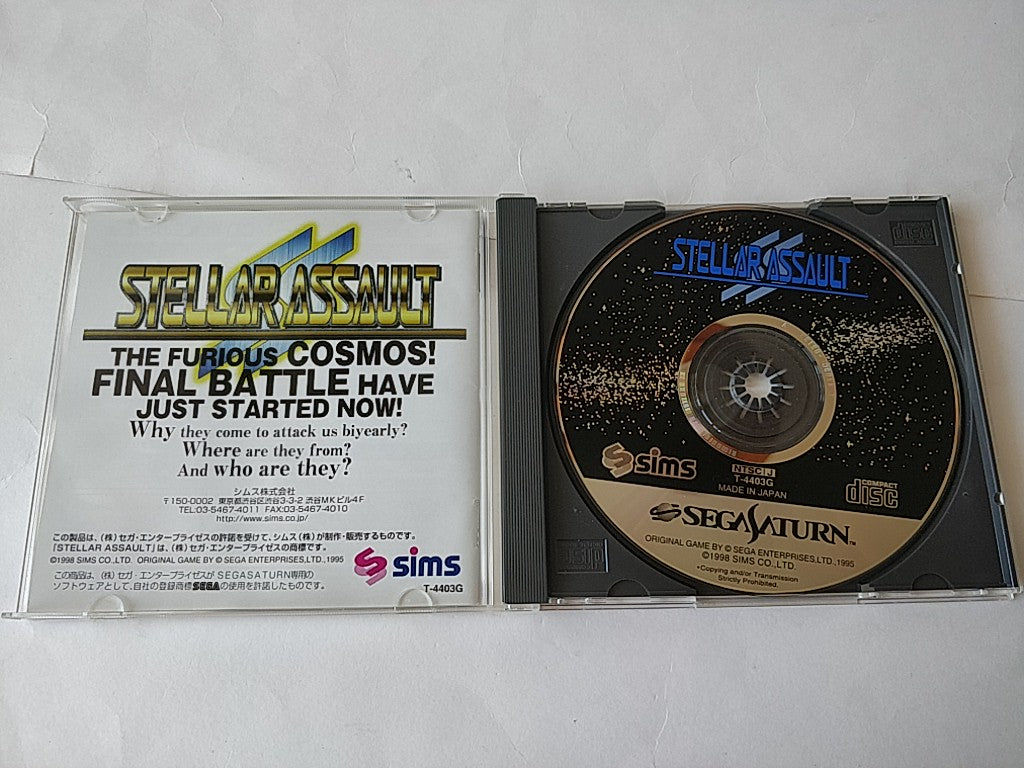 STELLAR ASSAULT SS
THE FURIOUS COSMOS!
FINAL BATTLE HAVE
JUST STARTED NOW!
Why they come to attack us biyearly?
Where are they from?
And who are they?
シムス株式会社
〒150-0002 東京都渋谷区渋谷3-3-2 渋谷MKビル4F
TEL:03-5467-4011 FAX:03-5467-4010
http://www.sims.co.jp/
この製品は、(株)セガ・エンタープライゼスの許諾を受けて、シムス(株)が制作・販売するものです。
「STELLAR ASSAULT」は、(株)セガ・エンタープライゼスの商標です。
©1998 SIMS CO.,LTD. ORIGINAL GAME BY © SEGA ENTERPRISES,LTD.,1995
この商品は、(株)セガ・エンタープライゼスがSEGASATURN専用の
ソフトウェアとして、自社の登録商標SEGAの使用を許諾したものです。
sims
T-4403G
STELLAR ASSAULT SS
sims
NTSC J
T-4403G
MADE IN JAPAN
COMPACT
disc
SEGA SATURN™
ORIGINAL GAME BY © SEGA ENTERPRISES,LTD.,1995
©1998 SIMS CO.,LTD.
*Copying and/or Transmission
Strictly Prohibited.
disc